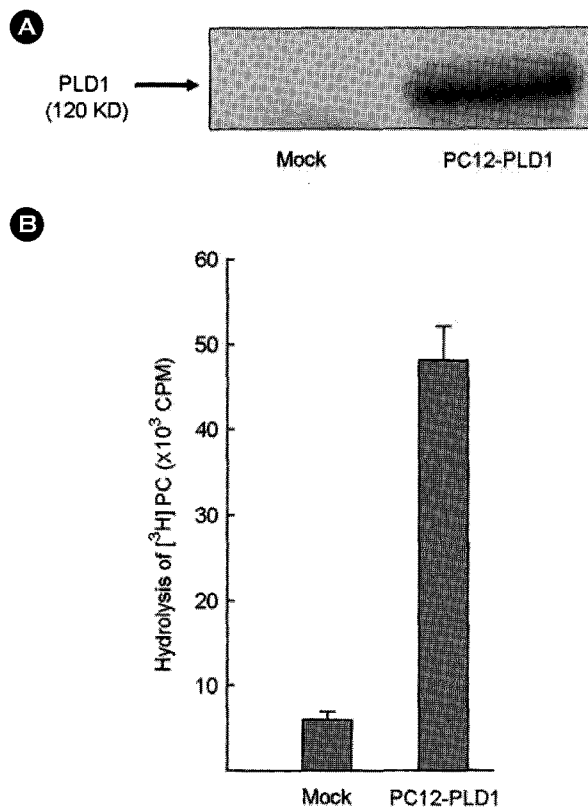 A
PLD1
(120 KD)
Mock PC12-PLD1
B
Hydrolysis of [³H] PC (x10³ CPM)
60
50
40
30
20
10
Mock PC12-PLD1